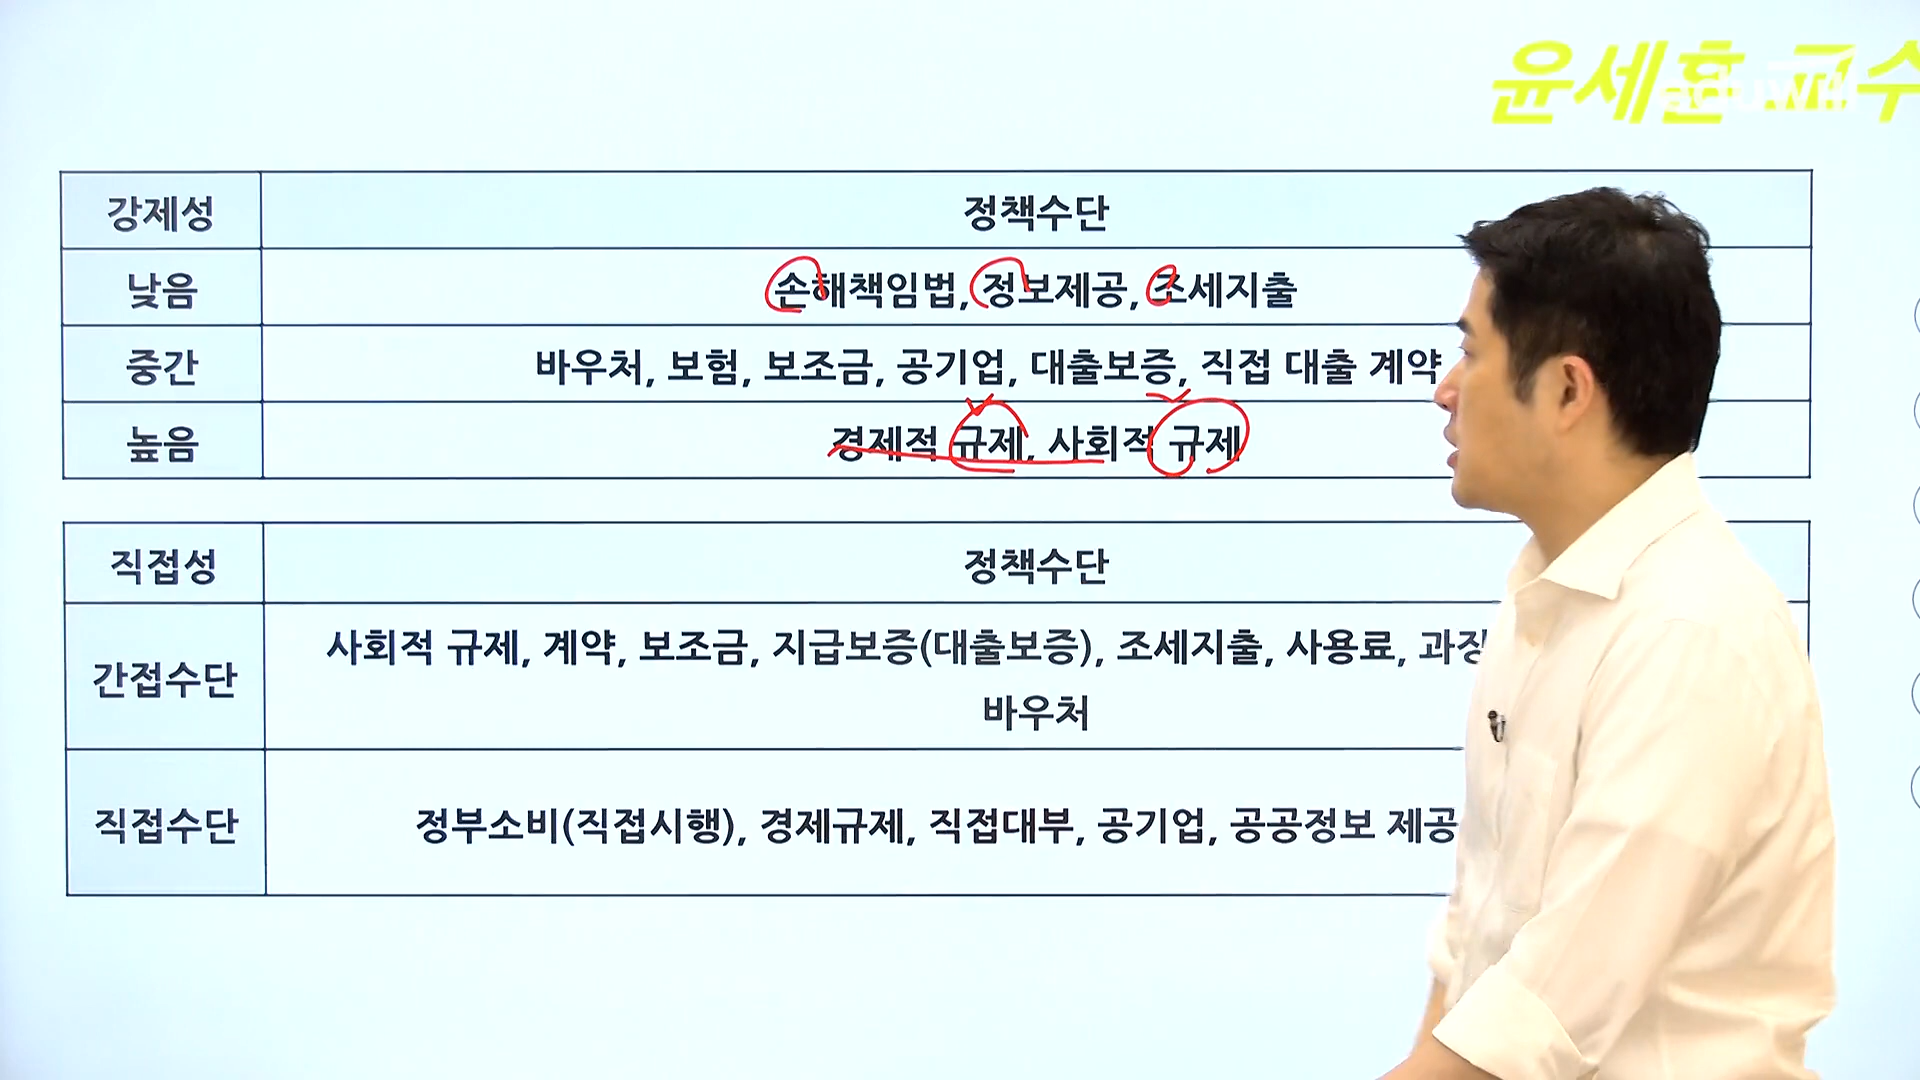 윤세훈 교수
eduwill
강제성 정책수단
낮음 손해책임법, 정보제공, 조세지출
중간 바우처, 보험, 보조금, 공기업, 대출보증, 직접 대출 계약
높음 경제적 규제, 사회적 규제
직접성 정책수단
간접수단 사회적 규제, 계약, 보조금, 지급보증(대출보증), 조세지출, 사용료,
바우처
직접수단 정부소비(직접시행), 경제규제, 직접대부, 공기업, 공공정보 제공